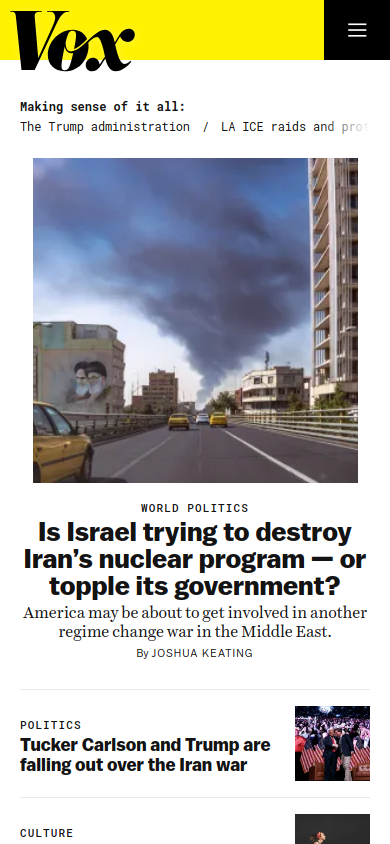 Vox
Making sense of it all:
The Trump administration / LA ICE raids and
WORLD POLITICS
Is Israel trying to destroy
Iran's nuclear program — or
topple its government?
America may be about to get involved in another
regime change war in the Middle East.
By JOSHUA KEATING
POLITICS
Tucker Carlson and Trump are
falling out over the Iran war
CULTURE